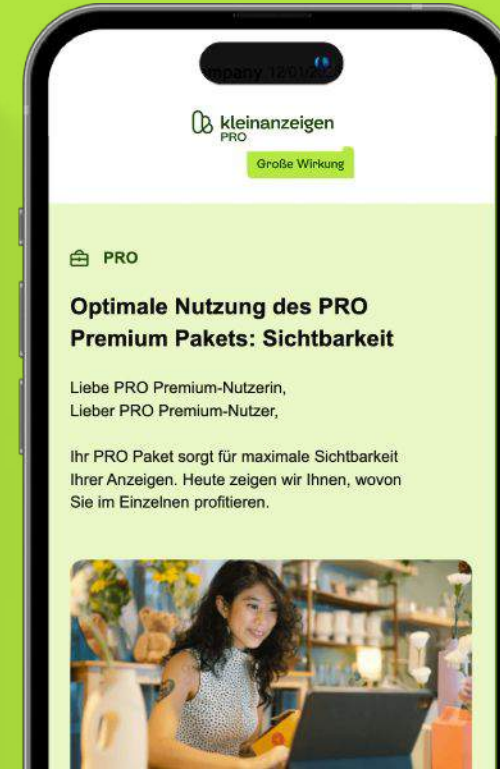 kleinanzeigen
PRO
Große Wirkung
PRO
Optimale Nutzung des PRO
Premium Pakets: Sichtbarkeit
Liebe PRO Premium-Nutzerin,
Lieber PRO Premium-Nutzer,
Ihr PRO Paket sorgt für maximale Sichtbarkeit
Ihrer Anzeigen. Heute zeigen wir Ihnen, wovon
Sie im Einzelnen profitieren.